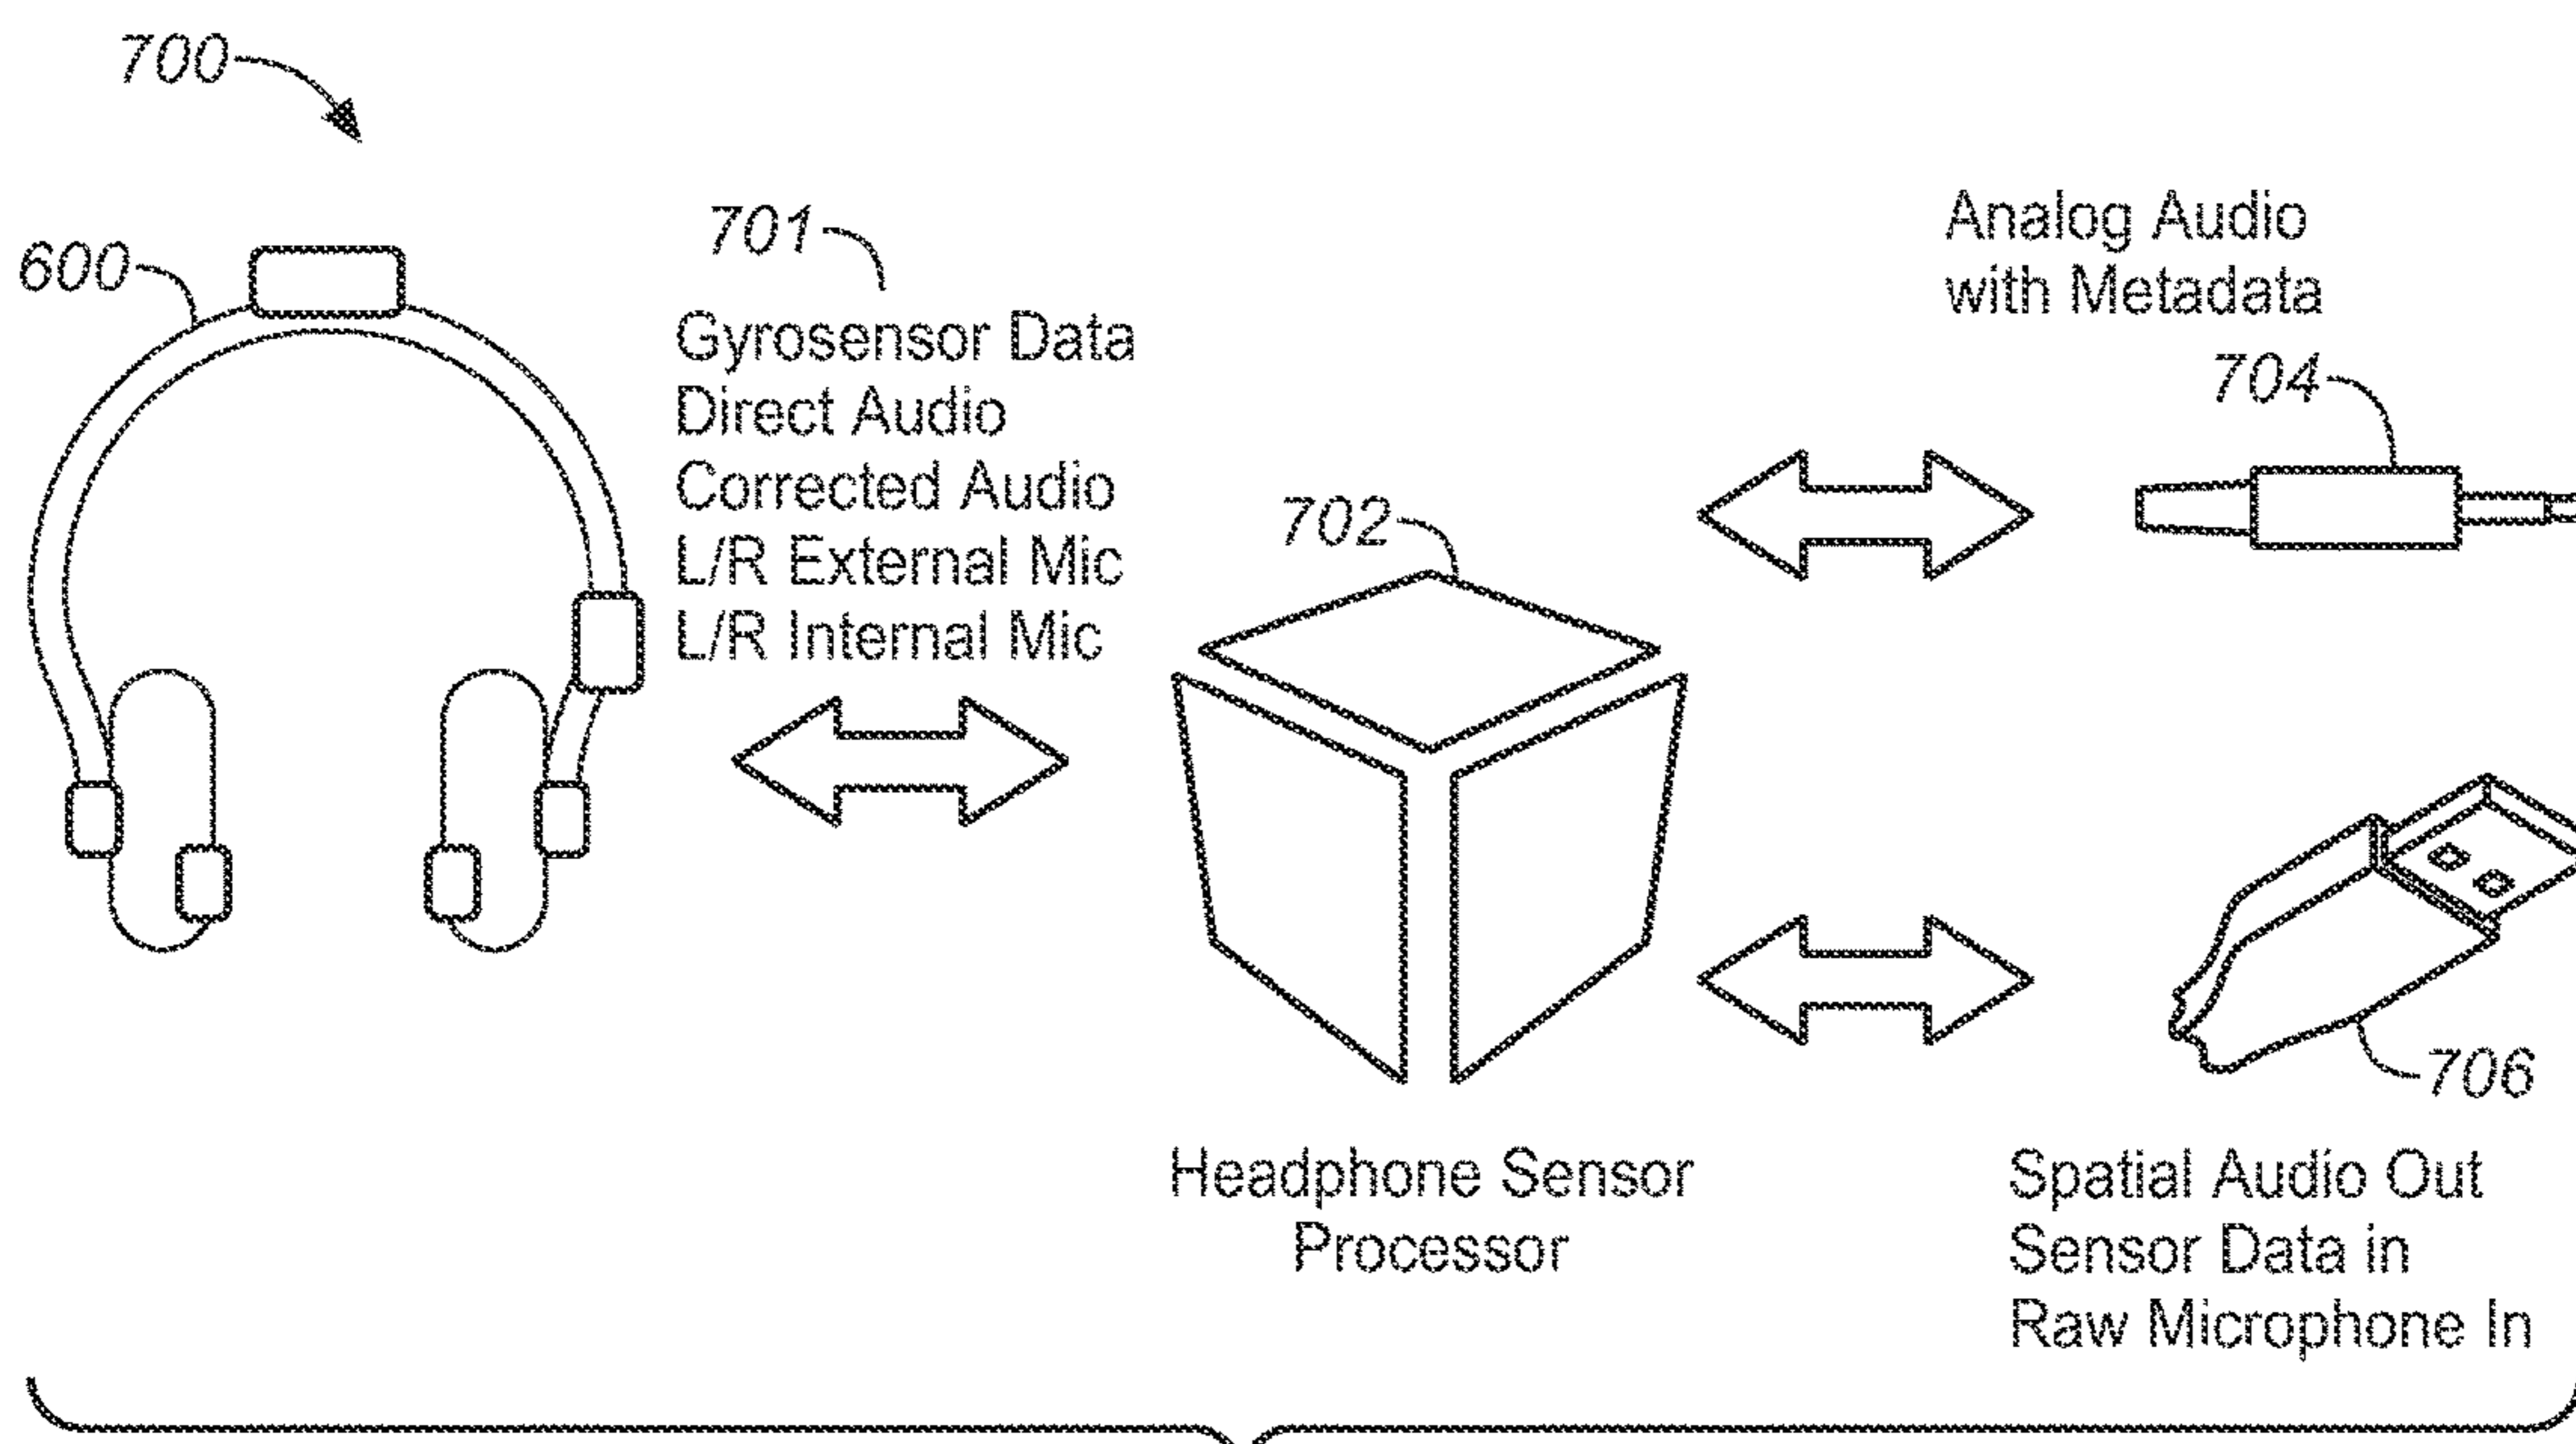 700
600
701
Gyrosensor Data
Direct Audio
Corrected Audio
L/R External Mic
L/R Internal Mic
702
Headphone Sensor
Processor
Analog Audio
with Metadata
704
706
Spatial Audio Out
Sensor Data in
Raw Microphone In